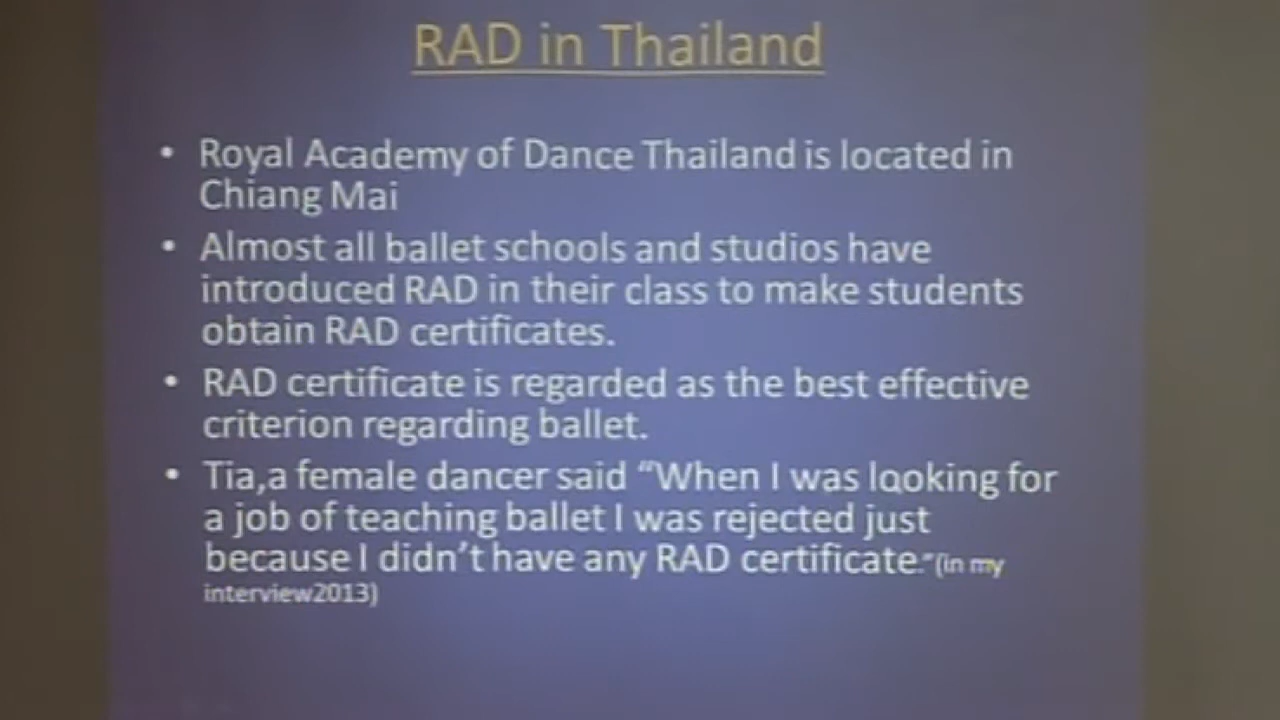 RAD in Thailand
• Royal Academy of Dance Thailand is located in
Chiang Mai
• Almost all ballet schools and studios have
introduced RAD in their class to make students
obtain RAD certificates.
• RAD certificate is regarded as the best effective
criterion regarding ballet.
• Tia,a female dancer said “When I was looking for
a job of teaching ballet I was rejected just
because I didn’t have any RAD certificate.”(in my
interview2013)